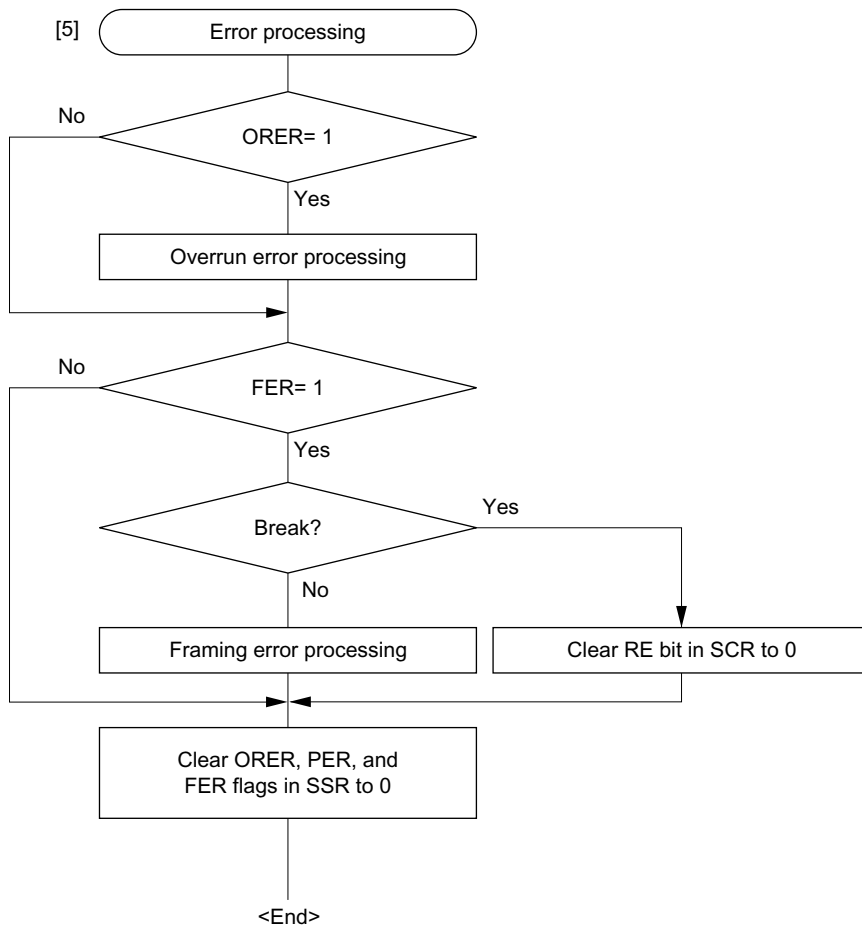 [5]
Error processing
No
ORER= 1
Yes
Overrun error processing
No
FER= 1
Yes
Break?
Yes
No
Framing error processing
Clear RE bit in SCR to 0
Clear ORER, PER, and
FER flags in SSR to 0
<End>